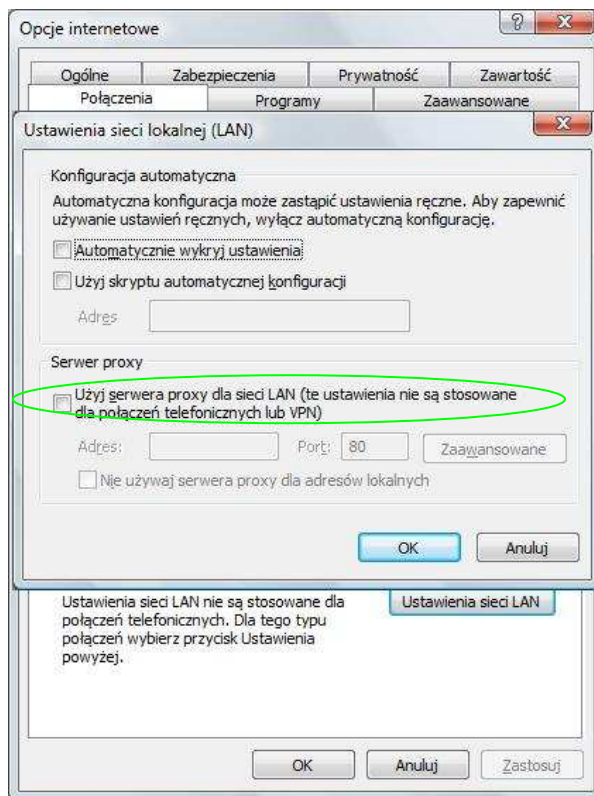 Opcje internetowe
Ogólne Zabezpieczenia Prywatność Zawartość
Połączenia Programy Zaawansowane
Ustawienia sieci lokalnej (LAN)
Konfiguracja automatyczna
Automatyczna konfiguracja może zastąpić ustawienia ręczne. Aby zapewnić
używanie ustawień ręcznych, wyłącz automatyczną konfigurację.
Automatycznie wykryj ustawienia
Użyj skryptu automatycznej konfiguracji
Adres
Serwer proxy
Użyj serwera proxy dla sieci LAN (te ustawienia nie są stosowane
dla połączeń telefonicznych lub VPN)
Adres: Port: 80 Zaawansowane
Nie używaj serwera proxy dla adresów lokalnych
OK Anuluj
Ustawienia sieci LAN nie są stosowane dla
połączeń telefonicznych. Dla tego typu
połączeń wybierz przycisk Ustawienia
powyżej.
Ustawienia sieci LAN
OK Anuluj Zastosuj